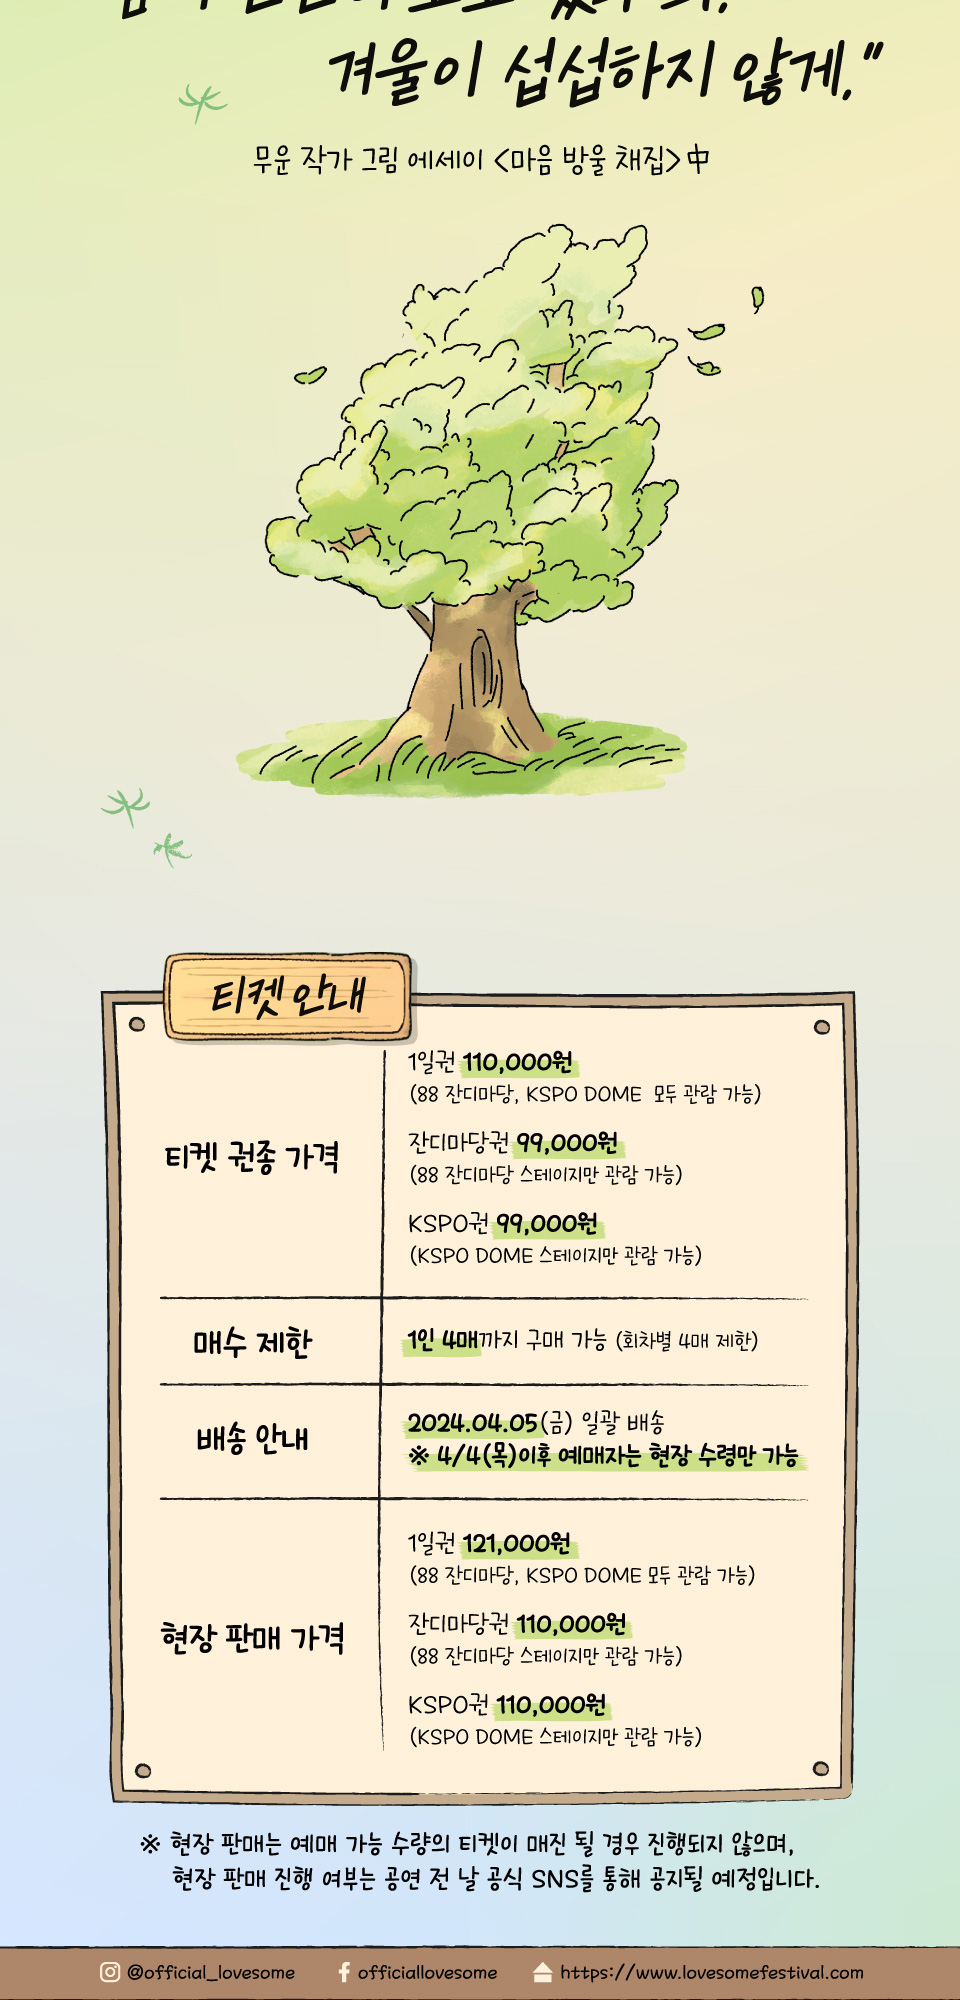 겨울이 섭섭하지 않게.”
무운 작가 그림 에세이 <마음 방울 채집> 中
티켓 안내
티켓 권종 가격
1일권 110,000원
(88 잔디마당, KSPO DOME 모두 관람 가능)
잔디마당권 99,000원
(88 잔디마당 스테이지만 관람 가능)
KSPO권 99,000원
(KSPO DOME 스테이지만 관람 가능)
매수 제한
1인 4매까지 구매 가능 (회차별 4매 제한)
배송 안내
2024.04.05(금) 일괄 배송
※ 4/4(목)이후 예매자는 현장 수령만 가능
현장 판매 가격
1일권 121,000원
(88 잔디마당, KSPO DOME 모두 관람 가능)
잔디마당권 110,000원
(88 잔디마당 스테이지만 관람 가능)
KSPO권 110,000원
(KSPO DOME 스테이지만 관람 가능)
※ 현장 판매는 예매 가능 수량의 티켓이 매진 될 경우 진행되지 않으며,
현장 판매 진행 여부는 공연 전 날 공식 SNS를 통해 공지될 예정입니다.
@official_lovesome
officiallovesome
https://www.lovesomefestival.com